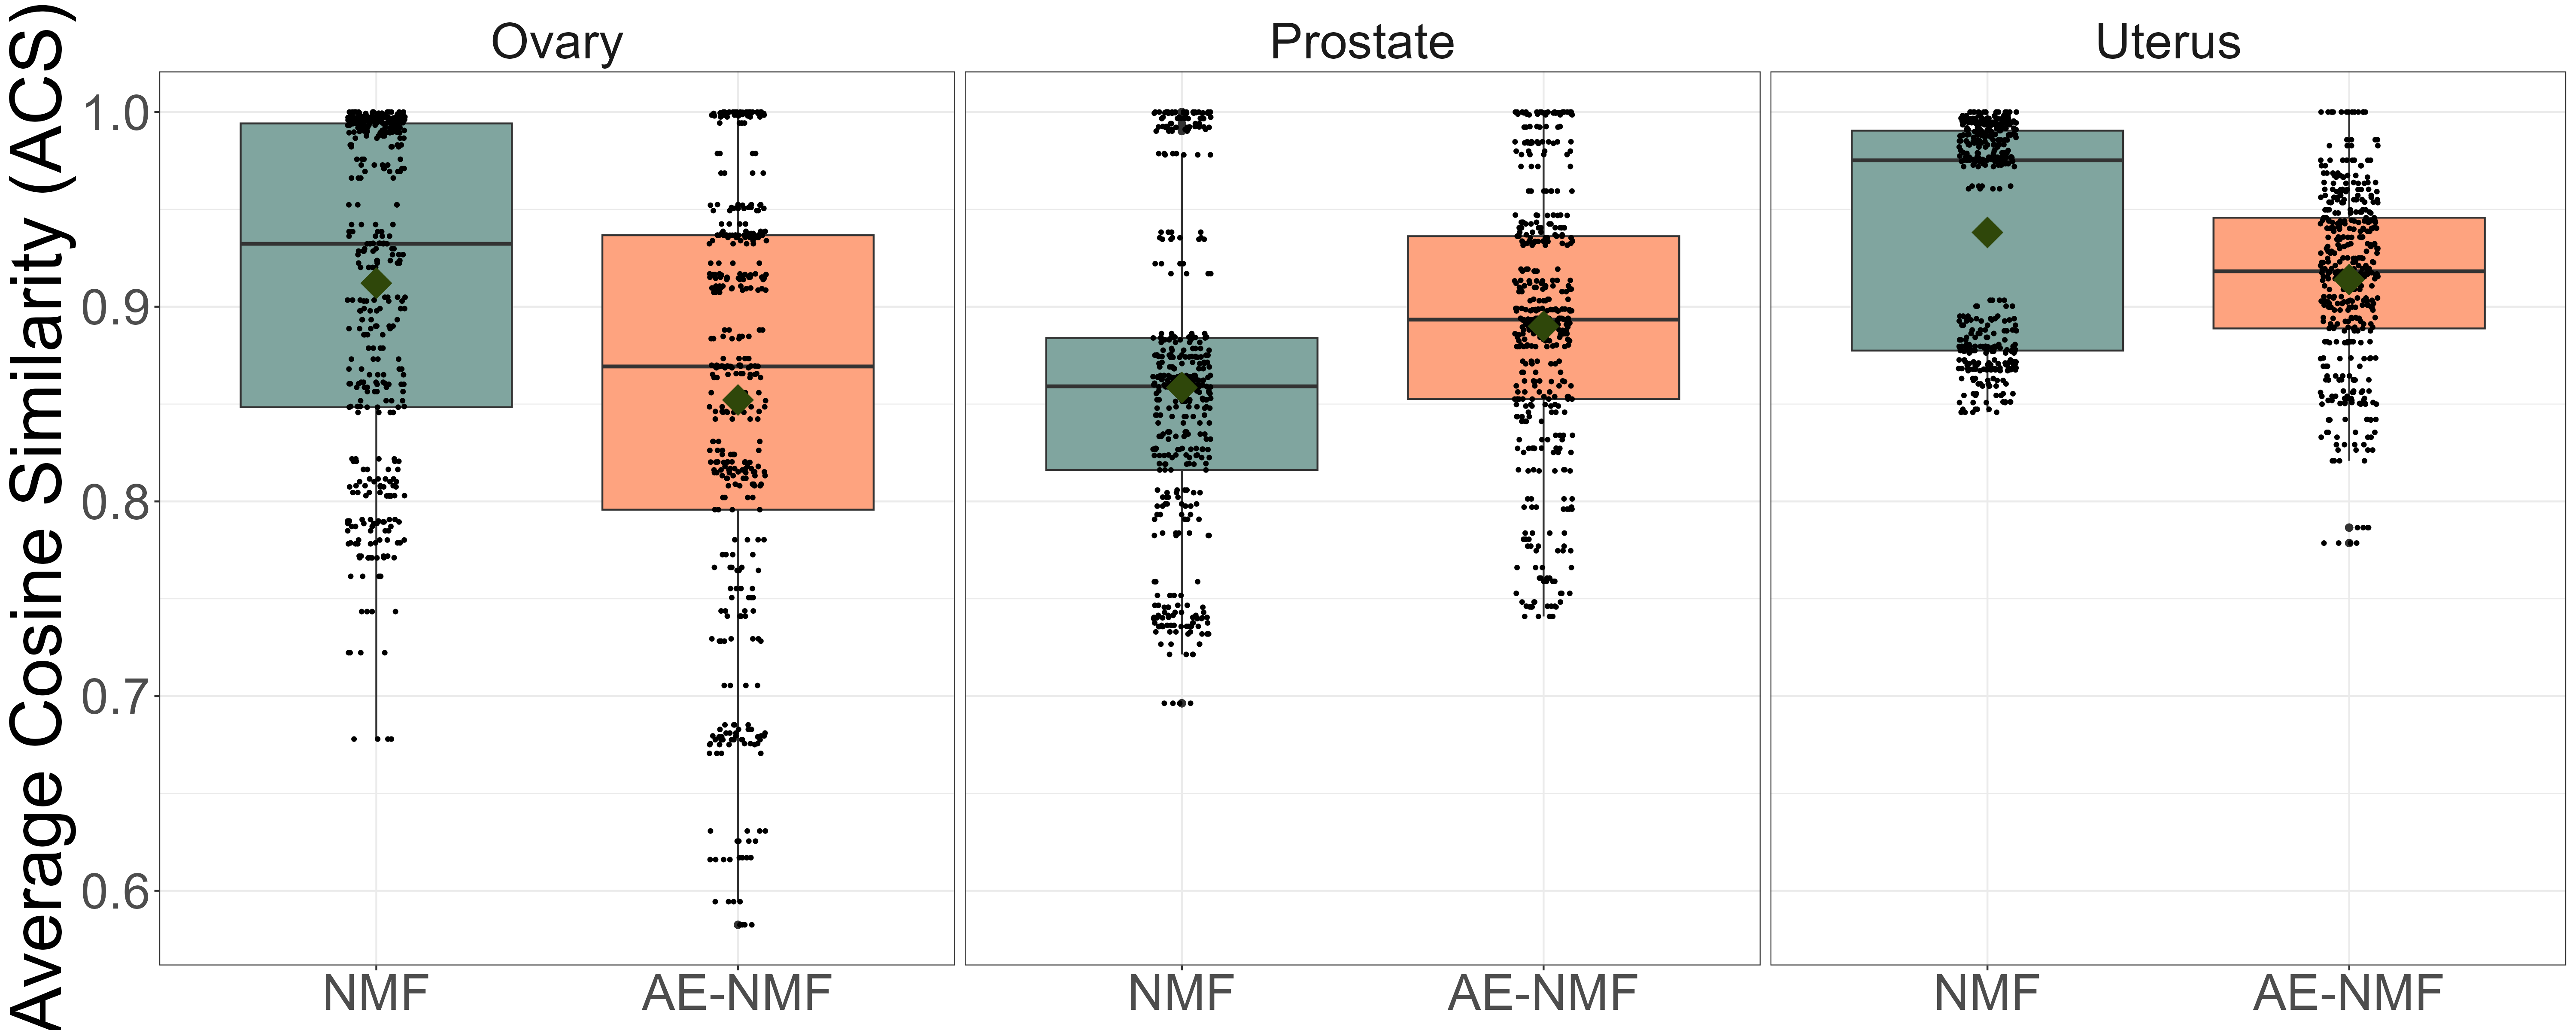 Average Cosine Similarity (ACS)
Ovary
Prostate
Uterus
1.0
0.9
0.8
0.7
0.6
NMF
AE-NMF
NMF
AE-NMF
NMF
AE-NMF